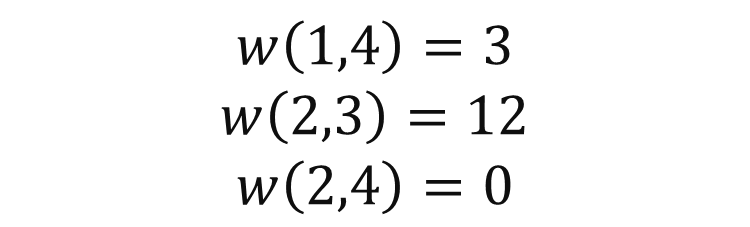 w(1,4) = 3
w(2,3) = 12
w(2,4) = 0